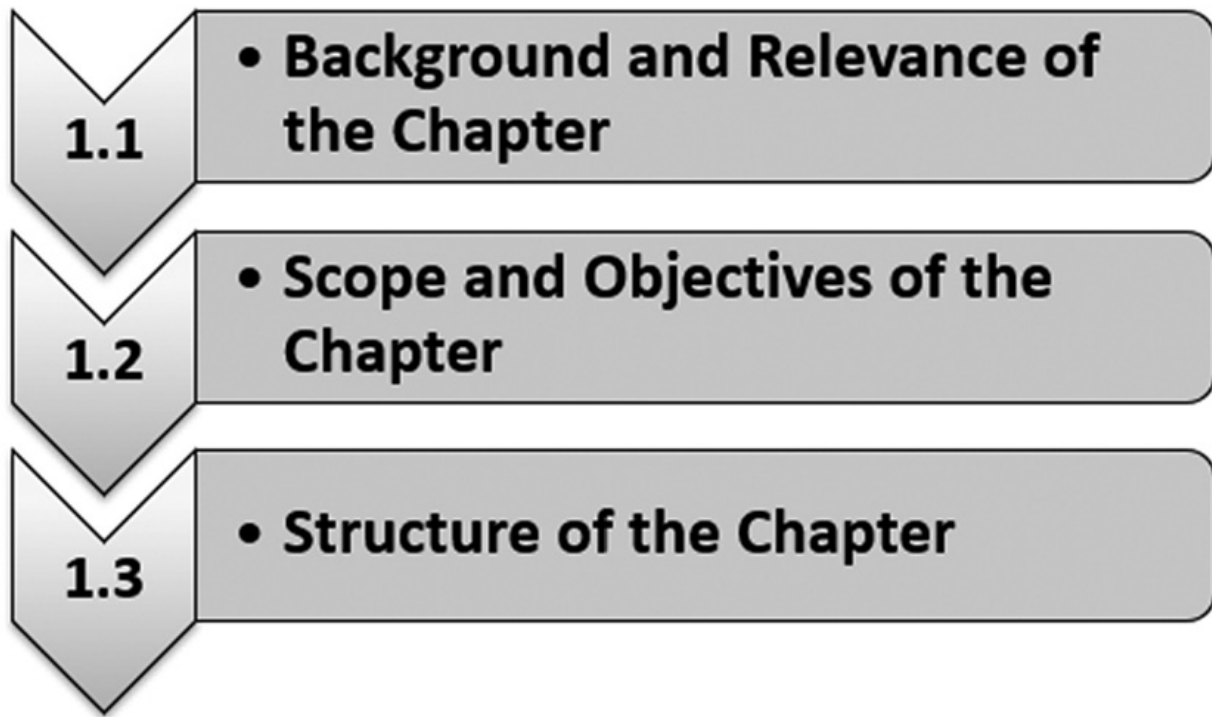 1.1
• Background and Relevance of
the Chapter
1.2
• Scope and Objectives of the
Chapter
1.3
• Structure of the Chapter